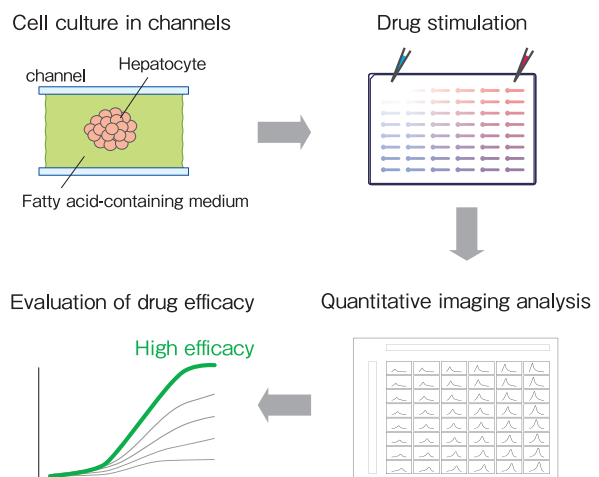 Cell culture in channels
Drug stimulation
channel
Hepatocyte
Fatty acid-containing medium
Evaluation of drug efficacy
Quantitative imaging analysis
High efficacy